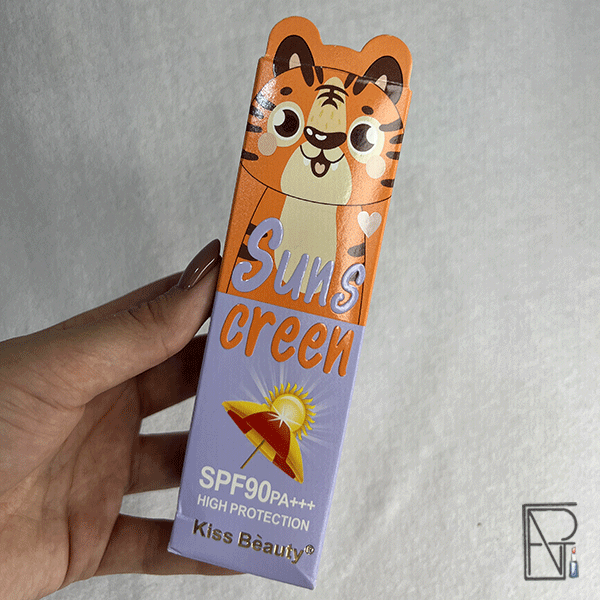 Suns
creen
SPF90PA+++
HIGH PROTECTION
Kiss Bèauty®